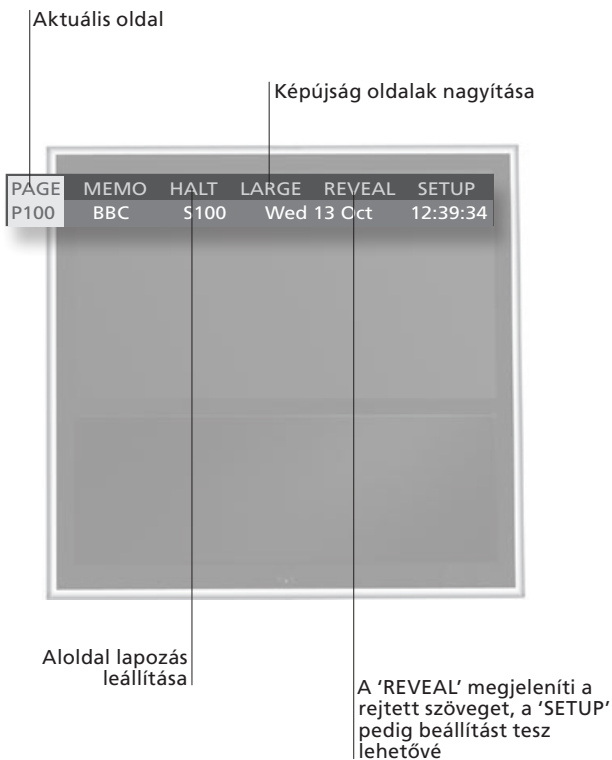 Aktuális oldal
Képújság oldalak nagyítása
PAGE MEMO HALT LARGE REVEAL SETUP
P100 BBC S100 Wed 13 Oct 12:39:34
Aloldal lapozás
leállítása
A ‘REVEAL’ megjeleníti a
rejtett szöveget, a ‘SETUP’
pedig beállítást tesz
lehetővé